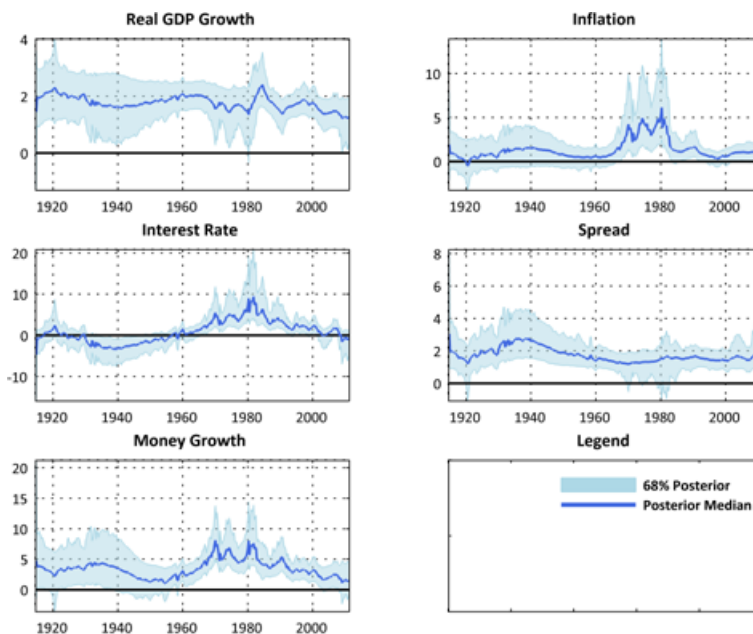 Real GDP Growth
4
2
0
1920 1940 1960 1980 2000
Inflation
10
5
0
1920 1940 1960 1980 2000
Interest Rate
20
10
0
-10
1920 1940 1960 1980 2000
Spread
8
6
4
2
0
1920 1940 1960 1980 2000
Money Growth
20
15
10
5
0
1920 1940 1960 1980 2000
Legend
68% Posterior
Posterior Median